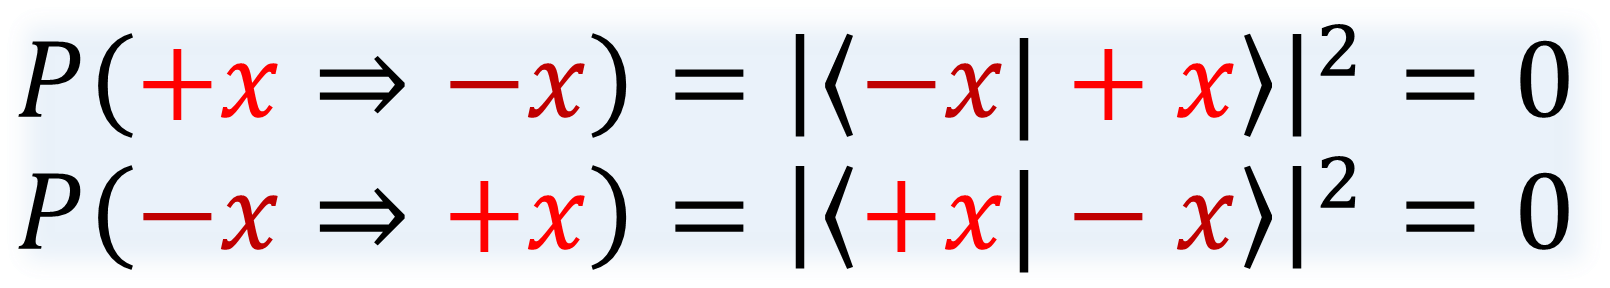 P(+x ⇒ −x) = |⟨−x| + x⟩|² = 0
P(−x ⇒ +x) = |⟨+x| − x⟩|² = 0